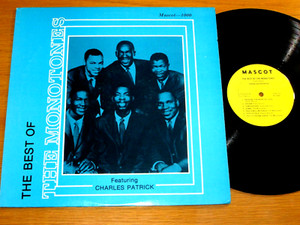 Mascot-1000
THE BEST OF
THE MONOTONES
Featuring
CHARLES PATRICK
MASCOT